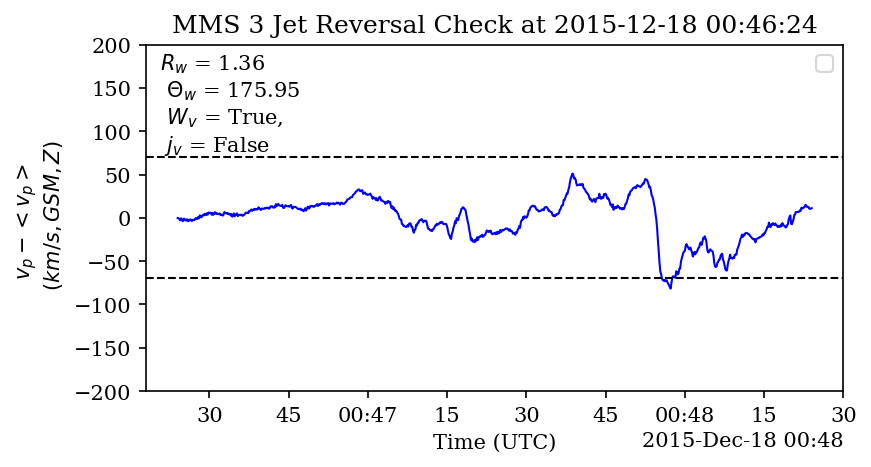 MMS 3 Jet Reversal Check at 2015-12-18 00:46:24
R_w = 1.36
Θ_w = 175.95
W_v = True,
j_v = False
v_p − < v_p >
(km/s, GSM, Z)
200
150
100
50
0
−50
−100
−150
−200
30 45 00:47 15 30 45 00:48 15 30
Time (UTC)
2015-Dec-18 00:48